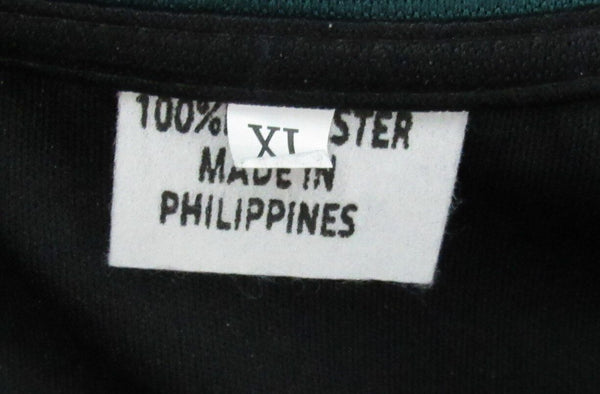 100% STER
XL
MADE IN
PHILIPPINES